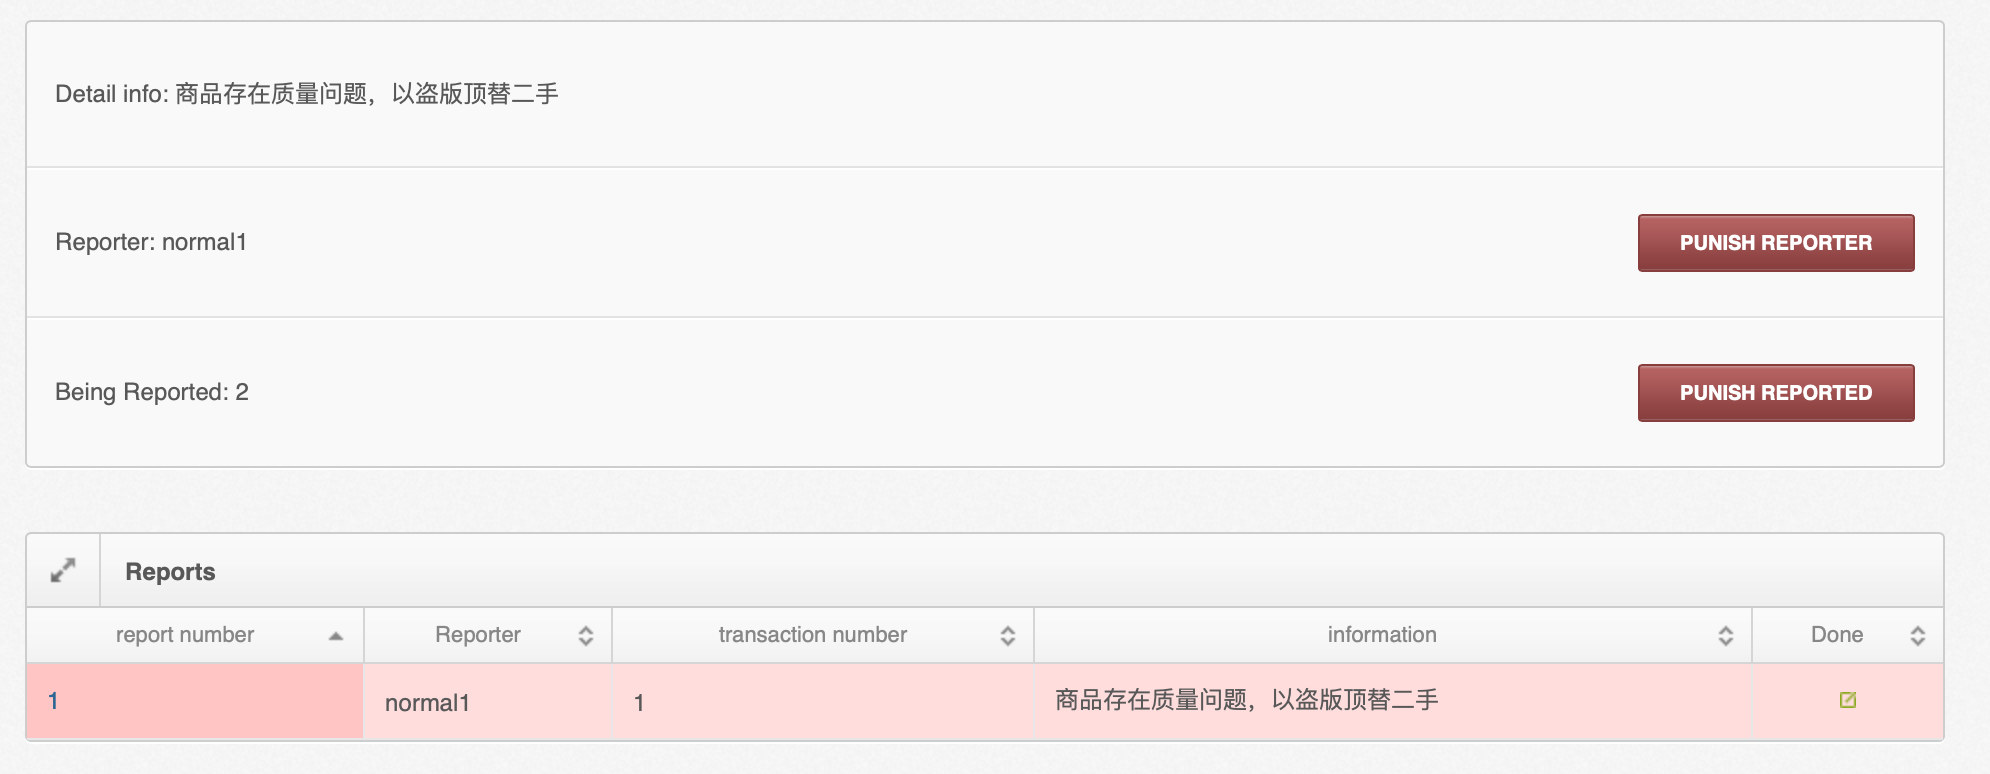 Detail info: 商品存在质量问题，以盗版顶替二手
Reporter: normal1
PUNISH REPORTER
Being Reported: 2
PUNISH REPORTED
Reports
report number Reporter transaction number information Done
1 normal1 1 商品存在质量问题，以盗版顶替二手